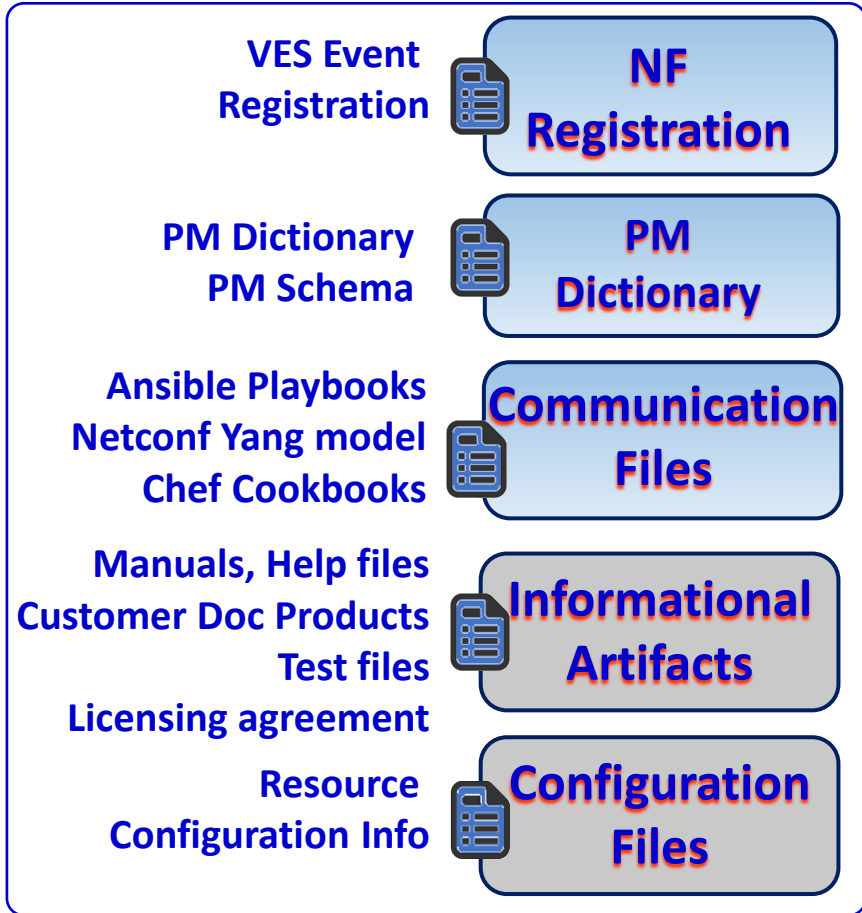 VES Event
Registration
NF
Registration
PM Dictionary
PM Schema
PM
Dictionary
Ansible Playbooks
Netconf Yang model
Chef Cookbooks
Communication
Files
Manuals, Help files
Customer Doc Products
Test files
Licensing agreement
Informational
Artifacts
Resource
Configuration Info
Configuration
Files